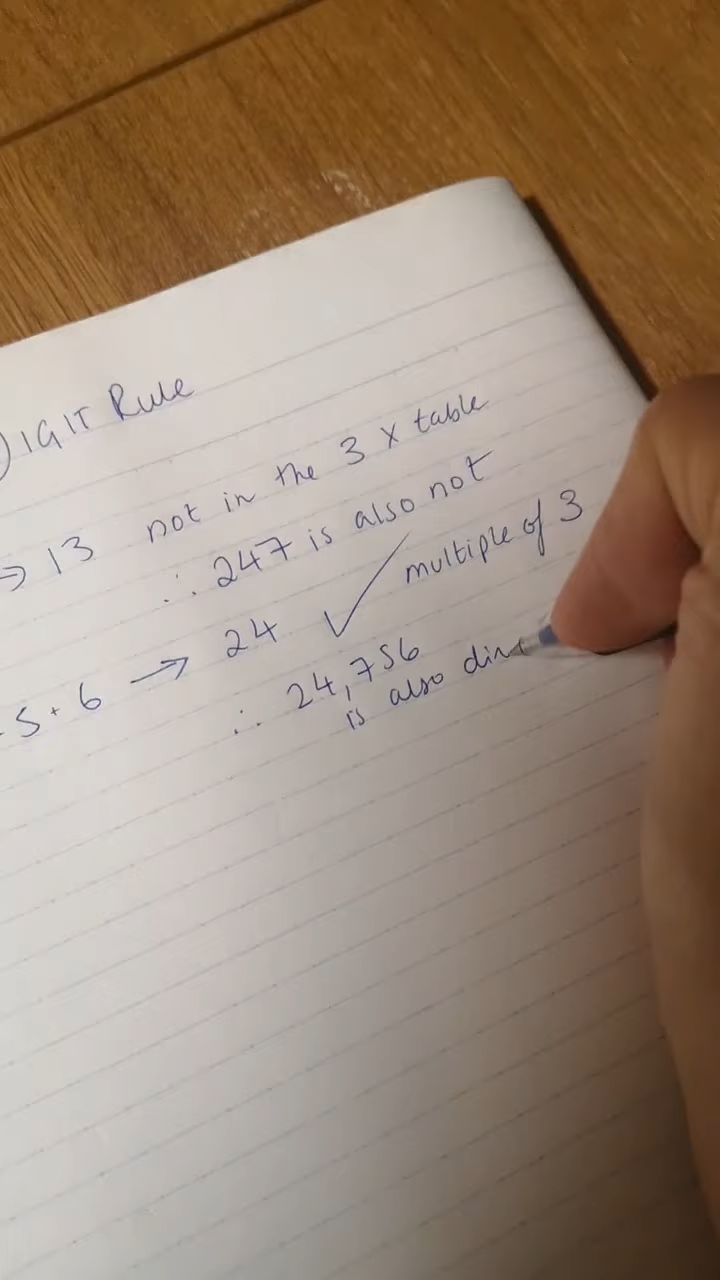 DIGIT Rule
→ 13 not in the 3 x table
∴ 247 is also not
5 + 6 → 24 ✓ multiple of 3
∴ 24,756
is also div